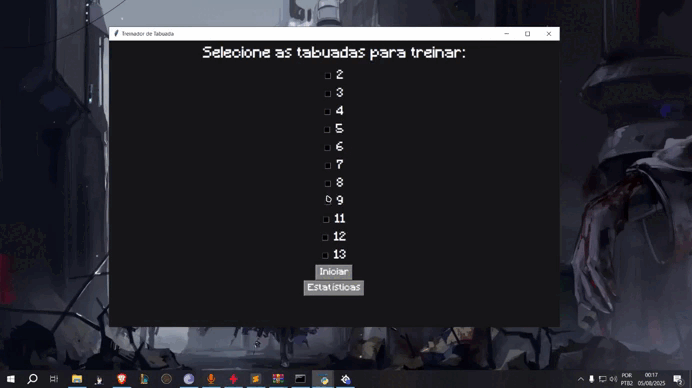 Treinador de Tabuada
Selecione as tabuadas para treinar:
2
3
4
5
6
7
8
9
11
12
13
Iniciar
Estatísticas
POR
PTB2
00:17
05/08/2025